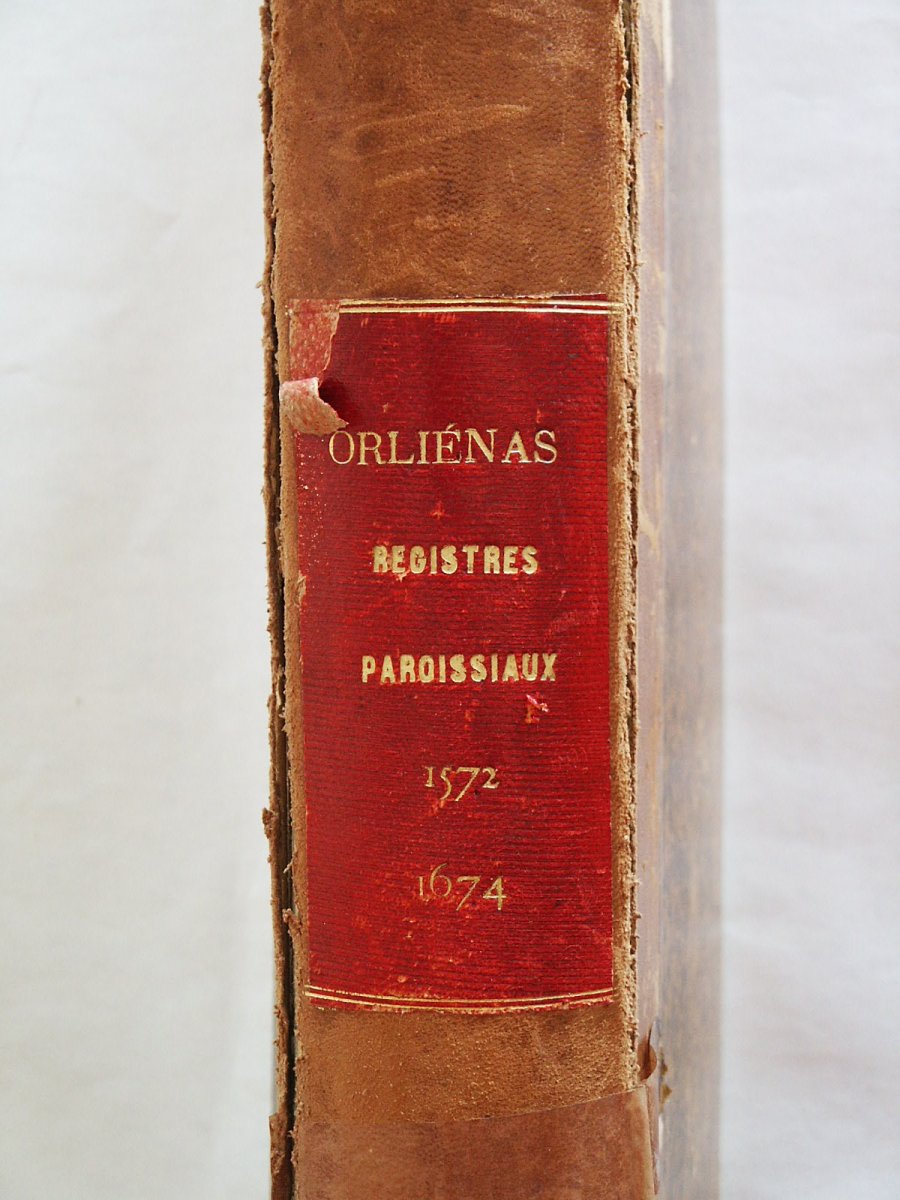 ORLIÉNAS
REGISTRES
PAROISSIAUX
1572
1674